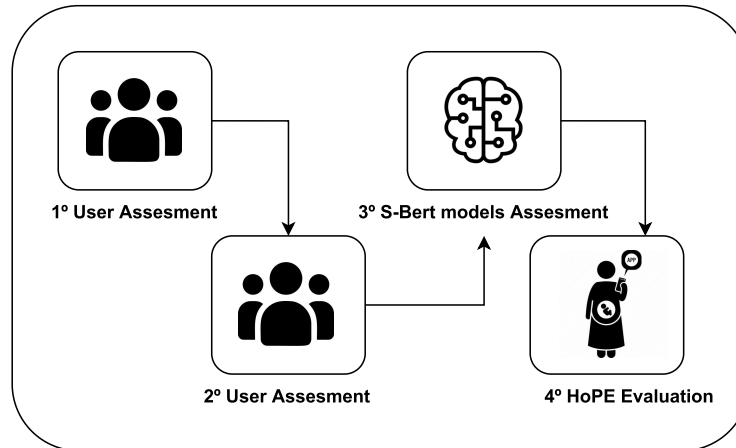 1º User Assesment
3º S-Bert models Assesment
APP
2º User Assesment
4º HoPE Evaluation